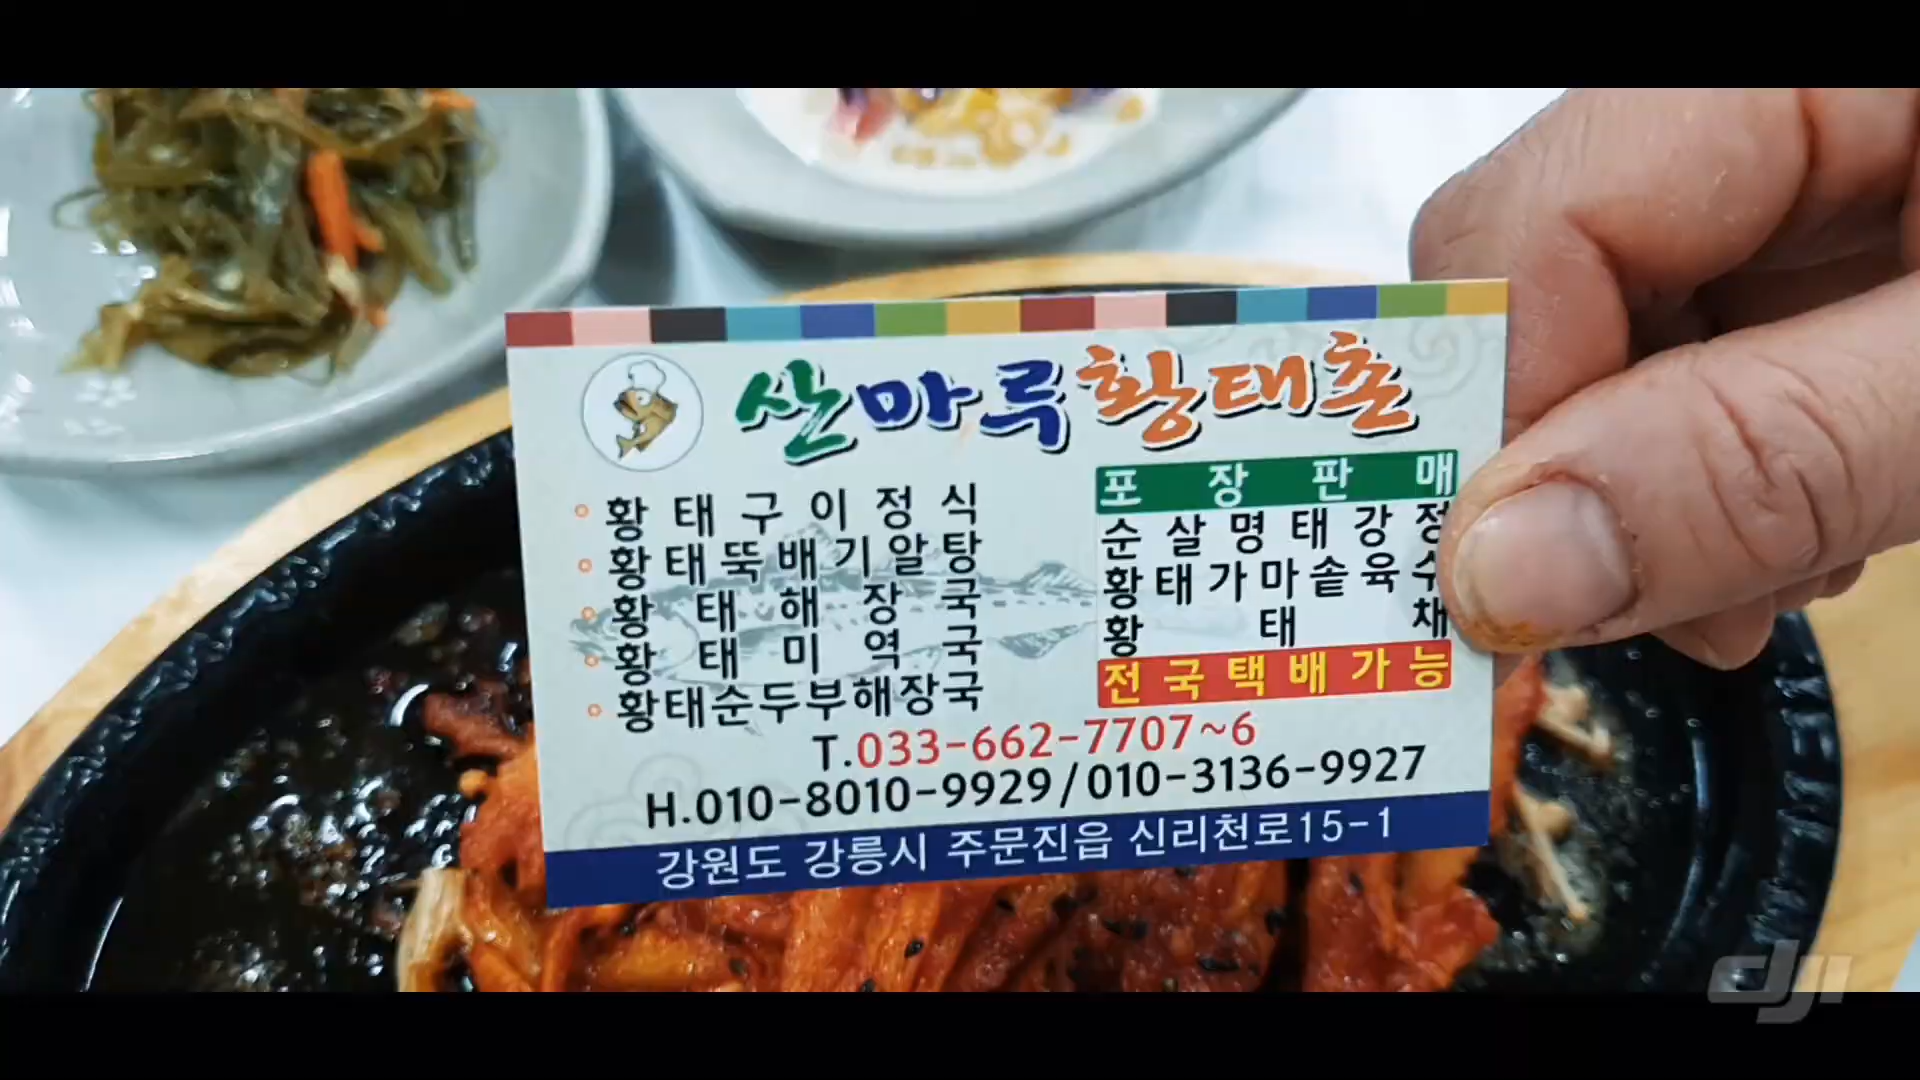 산마루황태촌
황태구이정식
황태뚝배기알탕
황태해장국
황태미역국
황태순두부해장국
포장판매
순살명태강정
황태가마솥육수
황태채
전국택배가능
T.033-662-7707~6
H.010-8010-9929/010-3136-9927
강원도 강릉시 주문진읍 신리천로15-1
dji